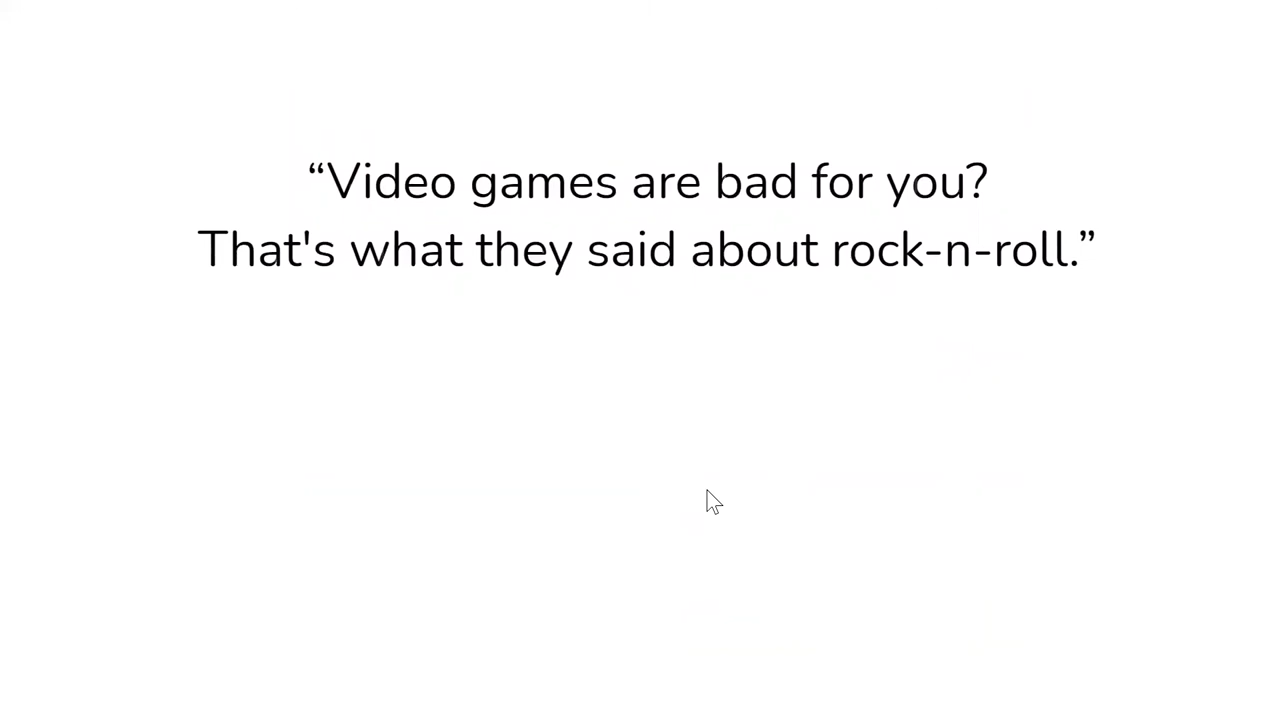 “Video games are bad for you?
That's what they said about rock-n-roll.”